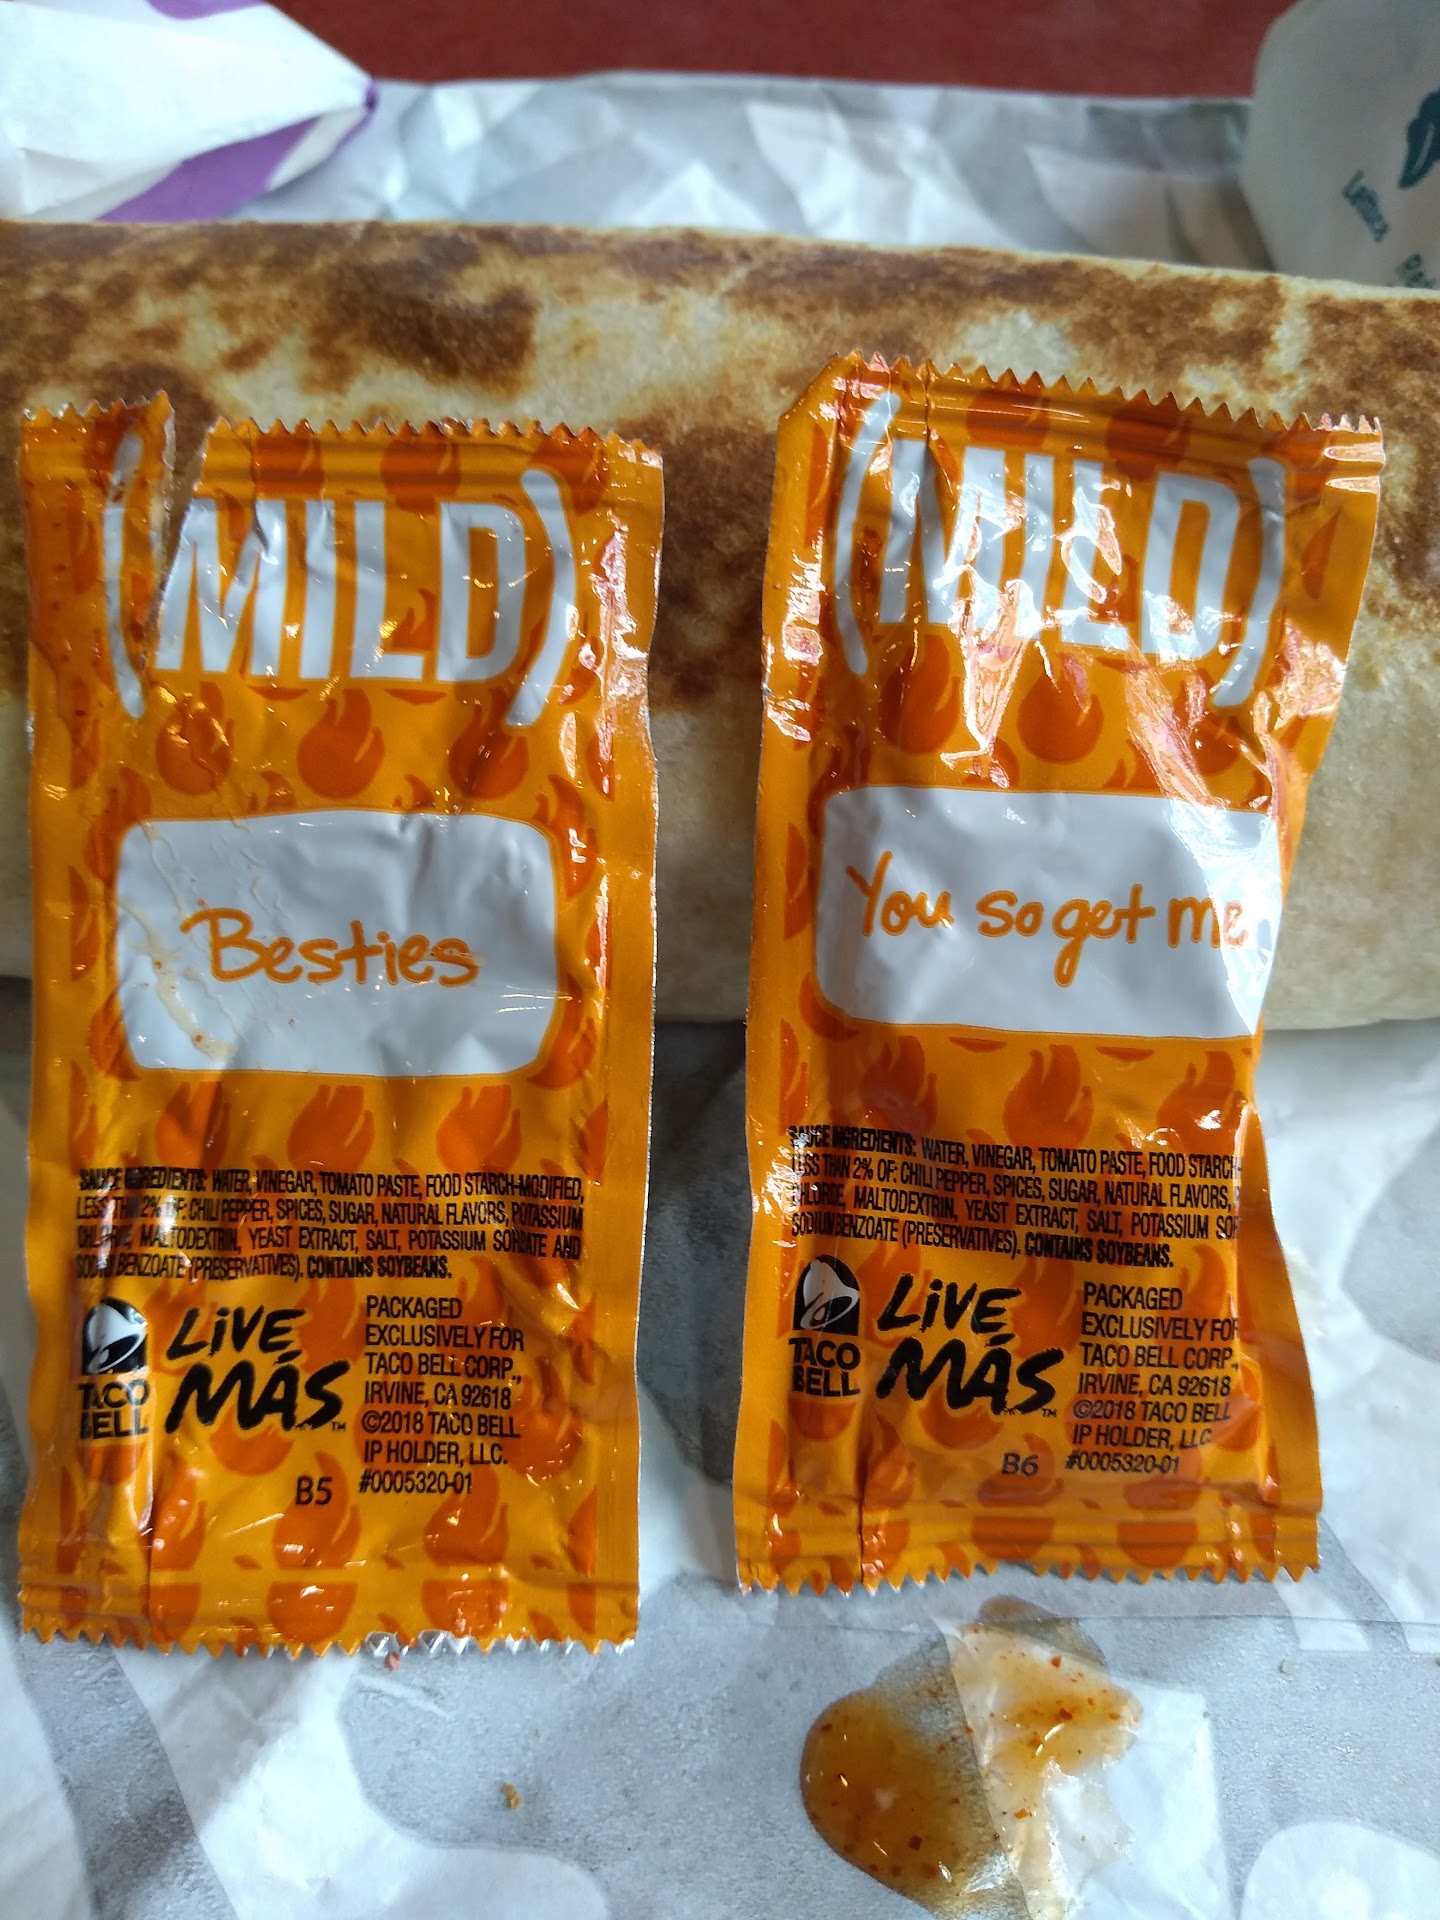 (MILD)
Besties
SAUCE INGREDIENTS: WATER, VINEGAR, TOMATO PASTE, FOOD STARCH-MODIFIED,
LESS THAN 2% OF: CHILI PEPPER, SPICES, SUGAR, NATURAL FLAVORS, POTASSIUM
CHLORIDE, MALTODEXTRIN, YEAST EXTRACT, SALT, POTASSIUM SORBATE AND
SODIUM BENZOATE (PRESERVATIVES). CONTAINS SOYBEANS.
TACO
BELL
LIVE
MÁS™
PACKAGED
EXCLUSIVELY FOR
TACO BELL CORP.,
IRVINE, CA 92618
©2018 TACO BELL
IP HOLDER, LLC.
#0005320-01
B5
(MILD)
You so get me
SAUCE INGREDIENTS: WATER, VINEGAR, TOMATO PASTE, FOOD STARCH-
LESS THAN 2% OF: CHILI PEPPER, SPICES, SUGAR, NATURAL FLAVORS,
CHLORIDE, MALTODEXTRIN, YEAST EXTRACT, SALT, POTASSIUM SOR
SODIUM BENZOATE (PRESERVATIVES). CONTAINS SOYBEANS.
TACO
BELL
LIVE
MÁS™
PACKAGED
EXCLUSIVELY FOR
TACO BELL CORP.,
IRVINE, CA 92618
©2018 TACO BELL
IP HOLDER, LLC
#0005320-01
B6